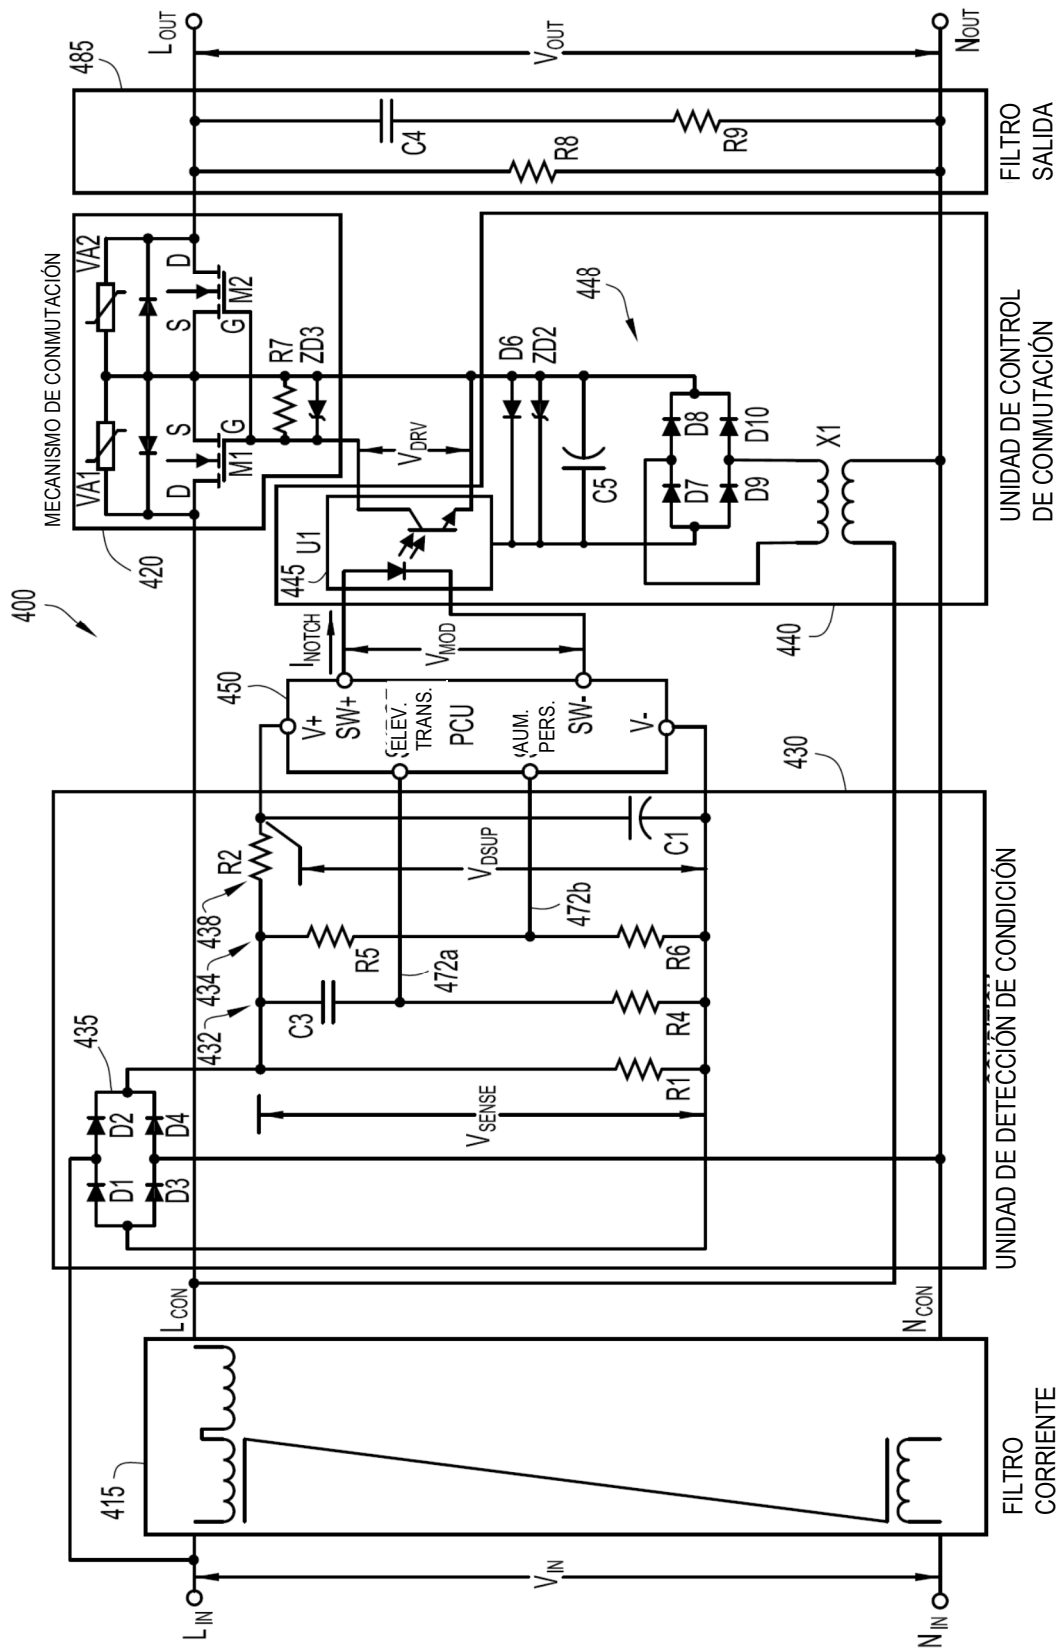 400
L_IN
N_IN
V_IN
415
FILTRO
CORRIENTE
L_CON
N_CON
435
D1
D2
D3
D4
V_SENSE
432
434
438
R1
C3
R4
472a
R5
R6
472b
R2
V_DSUP
C1
430
UNIDAD DE DETECCIÓN DE CONDICIÓN
450
V+
SW+
ELEV.
TRANS.
PCU
AUM.
PERS.
SW-
V-
I_NOTCH
V_MOD
420
MECANISMO DE CONMUTACIÓN
VA1
VA2
D
S
S
D
M1
G
G
M2
R7
ZD3
445
U1
V_DRV
D6
ZD2
C5
448
D7
D8
D9
D10
X1
440
UNIDAD DE CONTROL
DE CONMUTACIÓN
485
C4
R8
R9
FILTRO
SALIDA
L_OUT
V_OUT
N_OUT